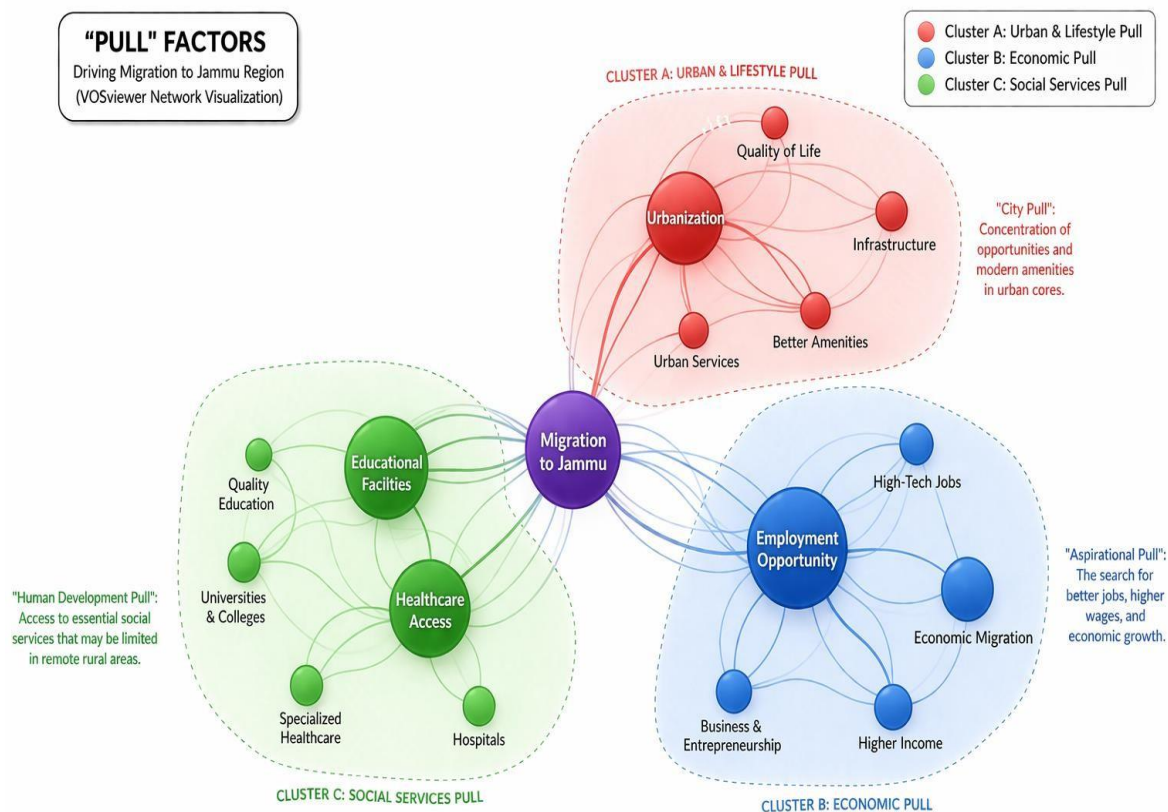 “PULL” FACTORS
Driving Migration to Jammu Region
(VOSviewer Network Visualization)
Cluster A: Urban & Lifestyle Pull
Cluster B: Economic Pull
Cluster C: Social Services Pull
CLUSTER A: URBAN & LIFESTYLE PULL
Quality of Life
Urbanization
Infrastructure
Better Amenities
Urban Services
"City Pull":
Concentration of
opportunities and
modern amenities
in urban cores.
Migration
to Jammu
Educational
Facilties
Quality
Education
Universities
& Colleges
Healthcare
Access
Specialized
Healthcare
Hospitals
"Human Development Pull":
Access to essential social
services that may be limited
in remote rural areas.
CLUSTER C: SOCIAL SERVICES PULL
High-Tech Jobs
Employment
Opportunity
Economic Migration
Business &
Entrepreneurship
Higher Income
"Aspirational Pull":
The search for
better jobs, higher
wages, and
economic growth.
CLUSTER B: ECONOMIC PULL